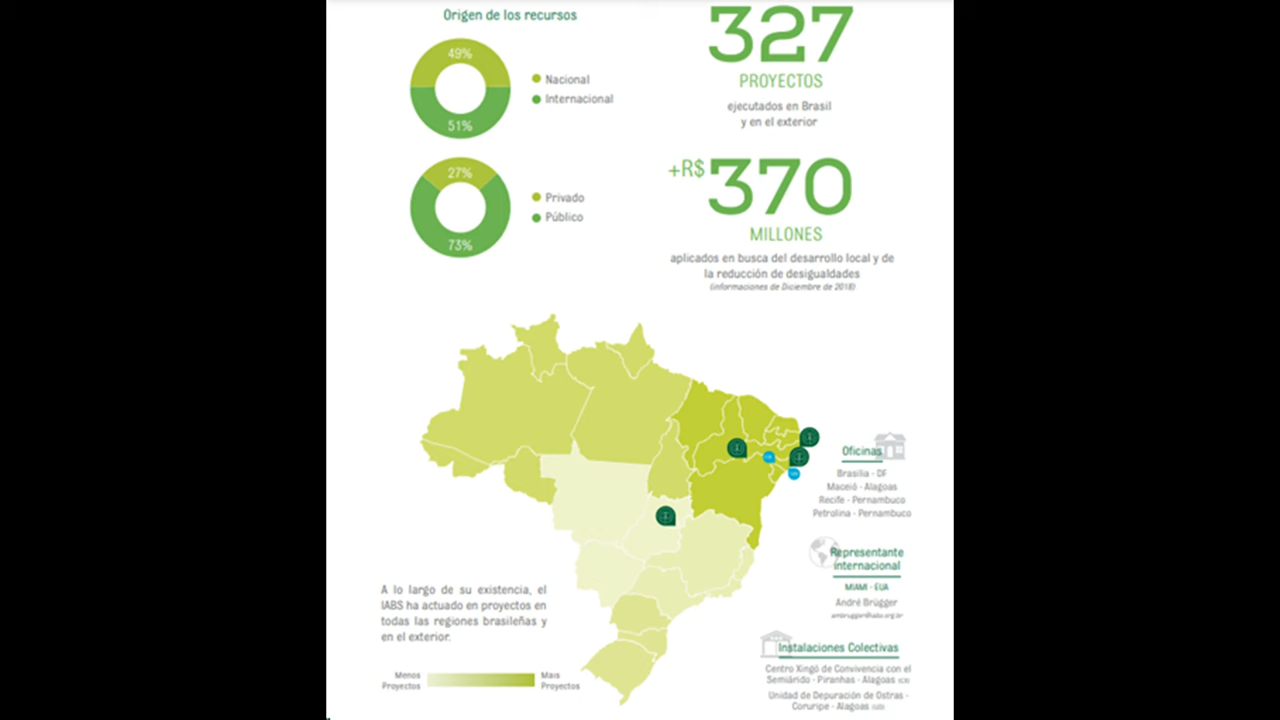 Origen de los recursos
49%
51%
Nacional
Internacional
27%
73%
Privado
Público
327
PROYECTOS
ejecutados en Brasil
y en el exterior
+R$ 370
MILLONES
aplicados en busca del desarrollo local y de
la reducción de desigualdades
(informaciones de Diciembre de 2018)
Oficinas
Brasilia - DF
Maceió - Alagoas
Recife - Pernambuco
Petrolina - Pernambuco
Representante
internacional
MIAMI - EUA
André Brügger
Instalaciones Colectivas
Centro Xingó de Convivencia con el
Semiárido - Piranhas - Alagoas
Unidad de Depuración de Ostras -
Coruripe - Alagoas
A lo largo de su existencia, el
IABS ha actuado en proyectos en
todas las regiones brasileñas y
en el exterior.
Menos
Proyectos
Mais
Proyectos